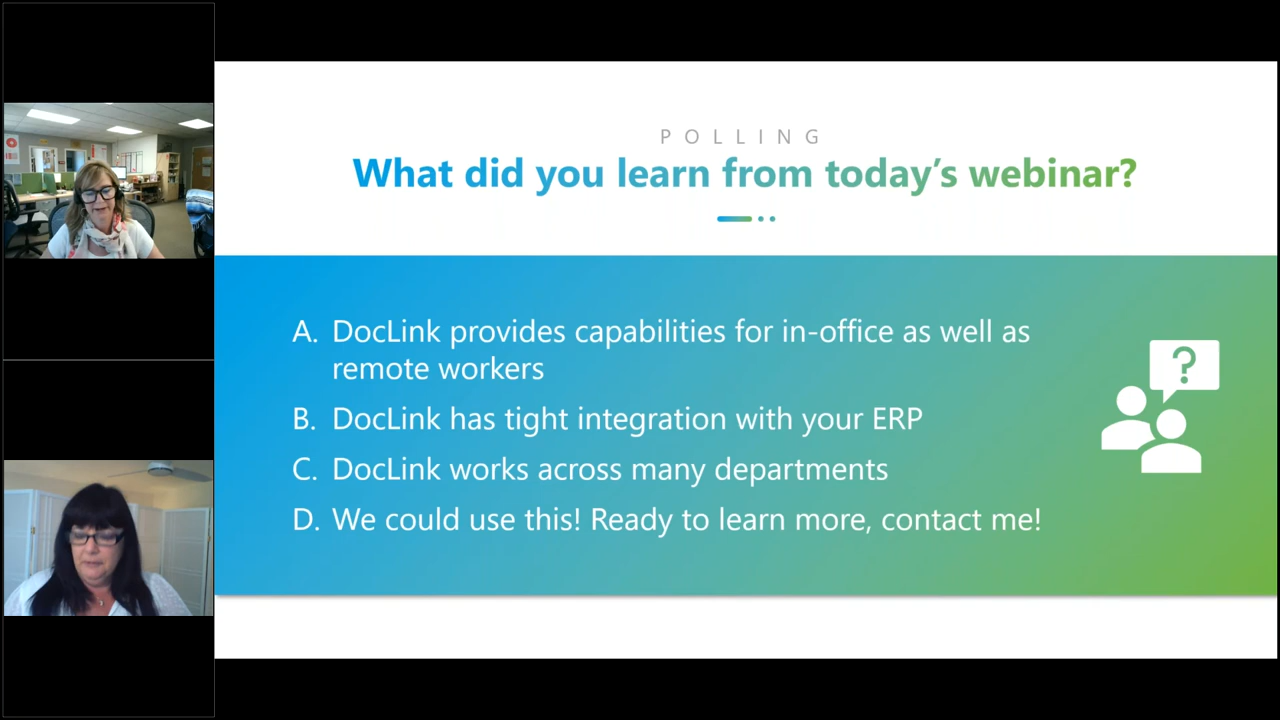 POLLING
What did you learn from today's webinar?
A. DocLink provides capabilities for in-office as well as
remote workers
B. DocLink has tight integration with your ERP
C. DocLink works across many departments
D. We could use this! Ready to learn more, contact me!
?